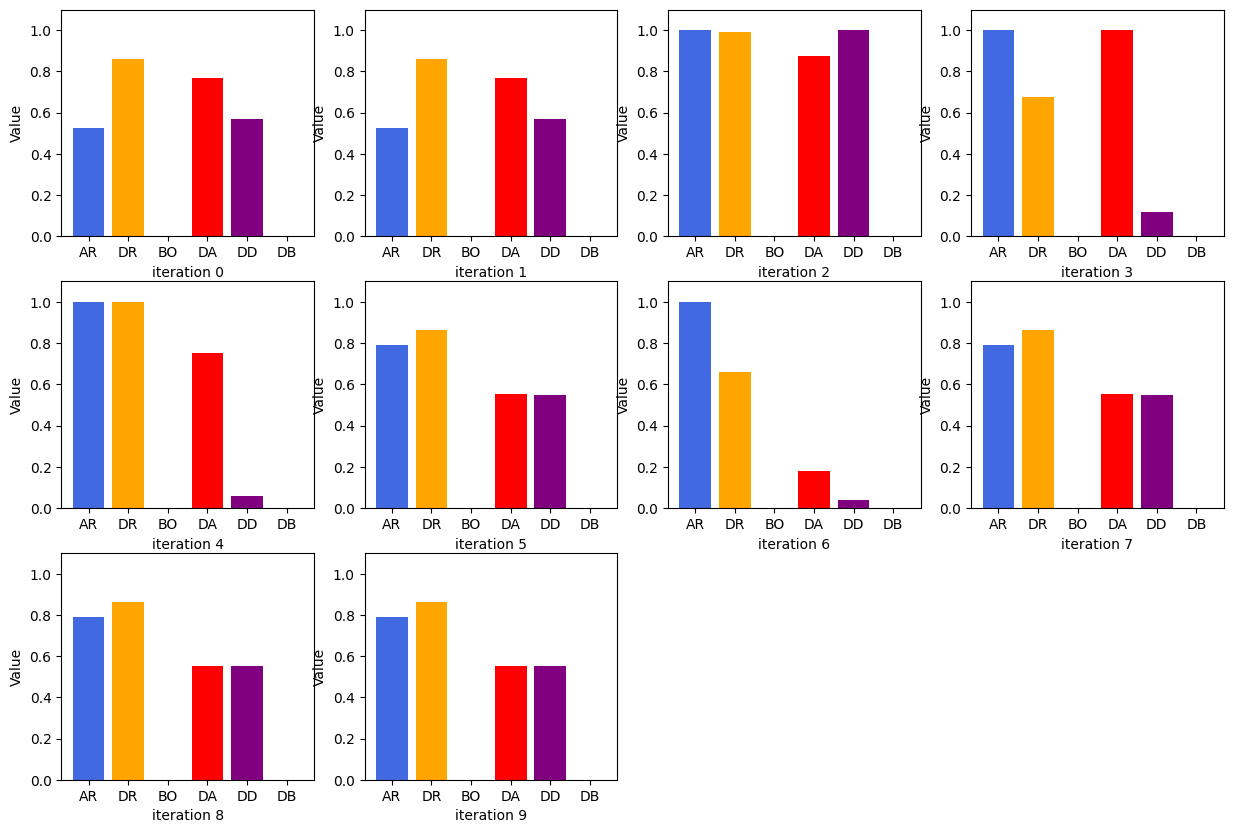 Value
1.0
0.8
0.6
0.4
0.2
0.0
AR DR BO DA DD DB
iteration 0
Value
1.0
0.8
0.6
0.4
0.2
0.0
AR DR BO DA DD DB
iteration 1
Value
1.0
0.8
0.6
0.4
0.2
0.0
AR DR BO DA DD DB
iteration 2
Value
1.0
0.8
0.6
0.4
0.2
0.0
AR DR BO DA DD DB
iteration 3
Value
1.0
0.8
0.6
0.4
0.2
0.0
AR DR BO DA DD DB
iteration 4
Value
1.0
0.8
0.6
0.4
0.2
0.0
AR DR BO DA DD DB
iteration 5
Value
1.0
0.8
0.6
0.4
0.2
0.0
AR DR BO DA DD DB
iteration 6
Value
1.0
0.8
0.6
0.4
0.2
0.0
AR DR BO DA DD DB
iteration 7
Value
1.0
0.8
0.6
0.4
0.2
0.0
AR DR BO DA DD DB
iteration 8
Value
1.0
0.8
0.6
0.4
0.2
0.0
AR DR BO DA DD DB
iteration 9